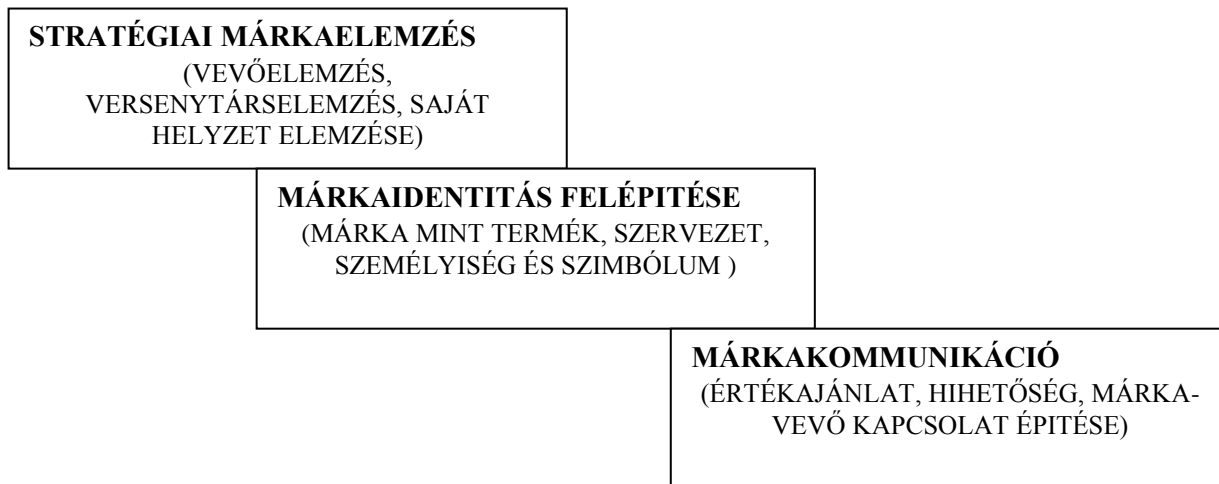 STRATÉGIAI MÁRKAELEMZÉS
(VEVŐELEMZÉS,
VERSENYTÁRSELEMZÉS, SAJÁT
HELYZET ELEMZÉSE)
MÁRKAIDENTITÁS FELÉPITÉSE
(MÁRKA MINT TERMÉK, SZERVEZET,
SZEMÉLYISÉG ÉS SZIMBÓLUM )
MÁRKAKOMMUNIKÁCIÓ
(ÉRTÉKAJÁNLAT, HIHETŐSÉG, MÁRKA-
VEVŐ KAPCSOLAT ÉPITÉSE)